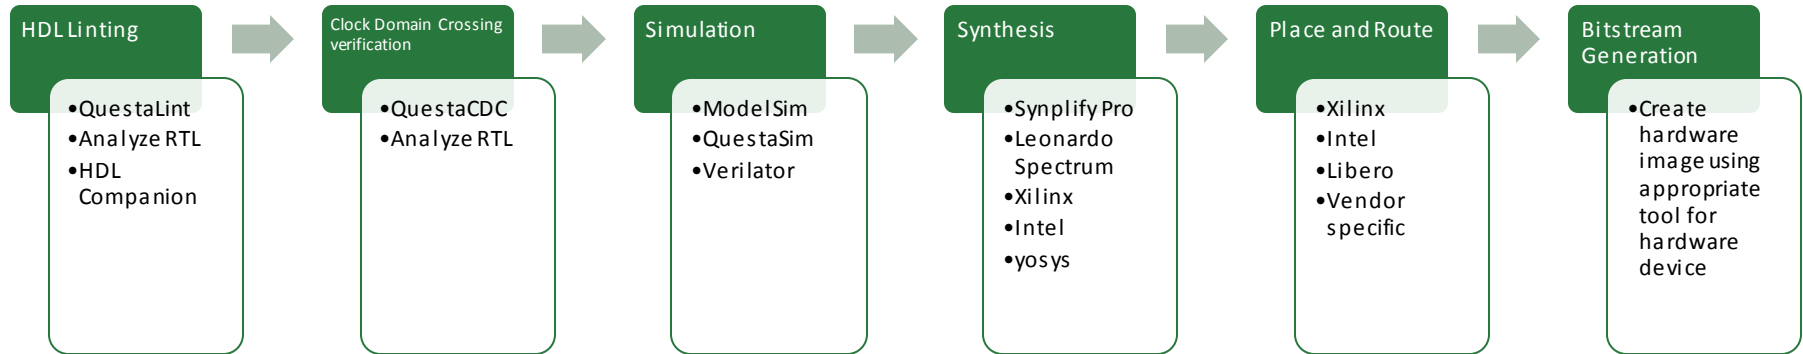 HDL Linting
•QuestaLint
•Analyze RTL
•HDL
Companion
Clock Domain Crossing
verification
•QuestaCDC
•Analyze RTL
Simulation
•ModelSim
•QuestaSim
•Verilator
Synthesis
•Synplify Pro
•Leonardo
Spectrum
•Xilinx
•Intel
•yosys
Place and Route
•Xilinx
•Intel
•Libero
•Vendor
specific
Bitstream
Generation
•Create
hardware
image using
appropriate
tool for
hardware
device